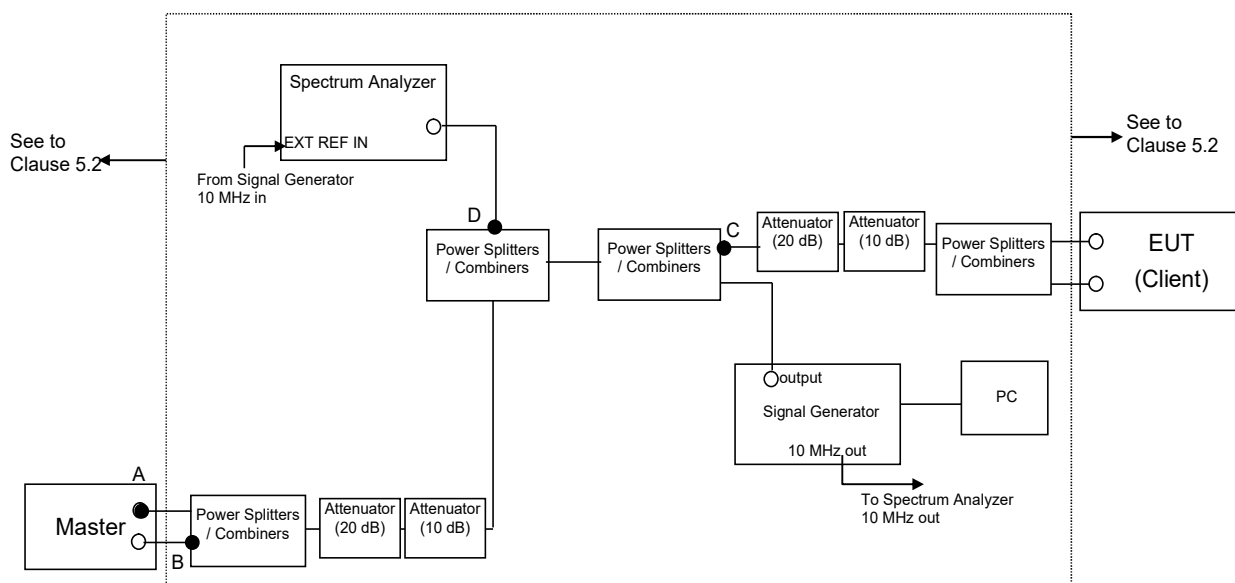 Spectrum Analyzer
EXT REF IN
From Signal Generator
10 MHz in
See to
Clause 5.2
See to
Clause 5.2
D
Power Splitters
/ Combiners
Power Splitters
/ Combiners
C
Attenuator
(20 dB)
Attenuator
(10 dB)
Power Splitters
/ Combiners
EUT
(Client)
output
Signal Generator
10 MHz out
PC
To Spectrum Analyzer
10 MHz out
A
Master
B
Power Splitters
/ Combiners
Attenuator
(20 dB)
Attenuator
(10 dB)